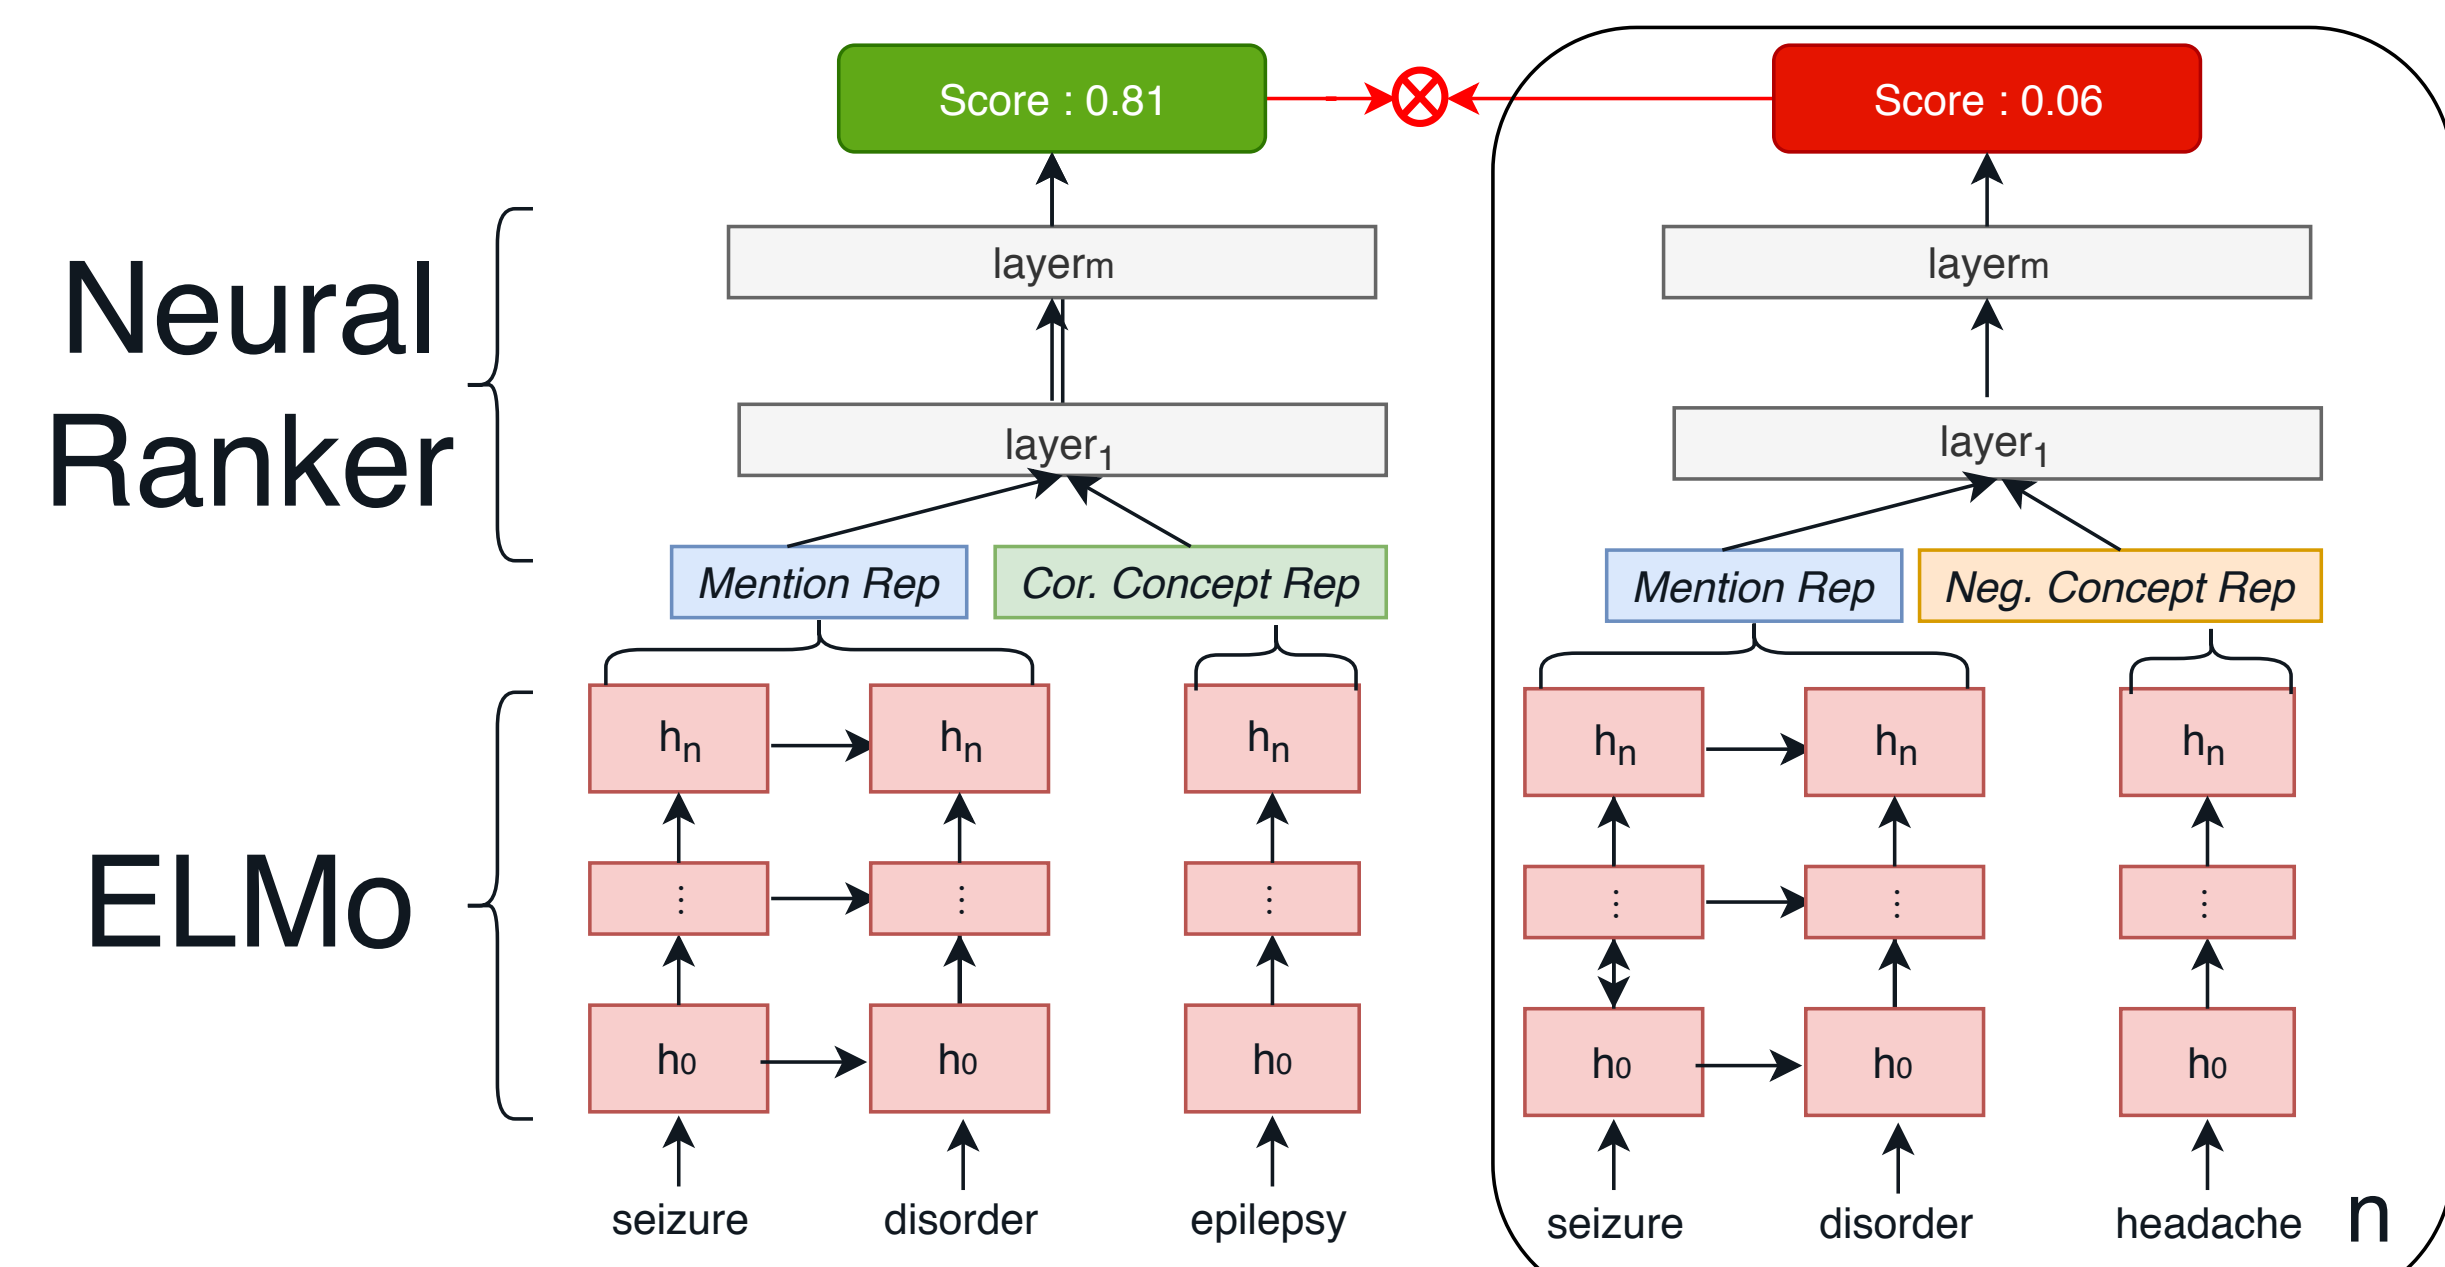 Score : 0.81
Score : 0.06
Neural
Ranker
layerm
layerm
layer1
layer1
Mention Rep
Cor. Concept Rep
Mention Rep
Neg. Concept Rep
ELMo
hn
hn
hn
hn
hn
hn
⋮
⋮
⋮
⋮
⋮
⋮
h0
h0
h0
h0
h0
h0
seizure
disorder
epilepsy
seizure
disorder
headache
n